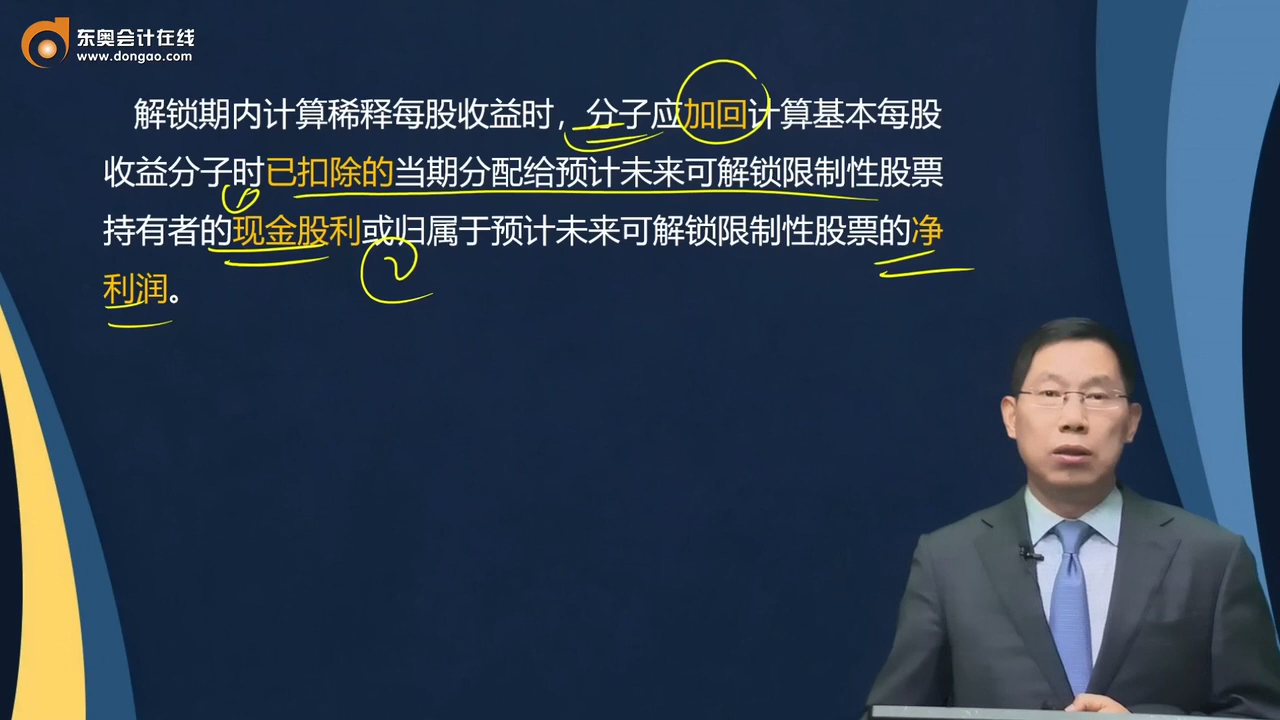 东奥会计在线
www.dongao.com
解锁期内计算稀释每股收益时，分子应加回计算基本每股
收益分子时已扣除的当期分配给预计未来可解锁限制性股票
持有者的现金股利或归属于预计未来可解锁限制性股票的净
利润。
1
2